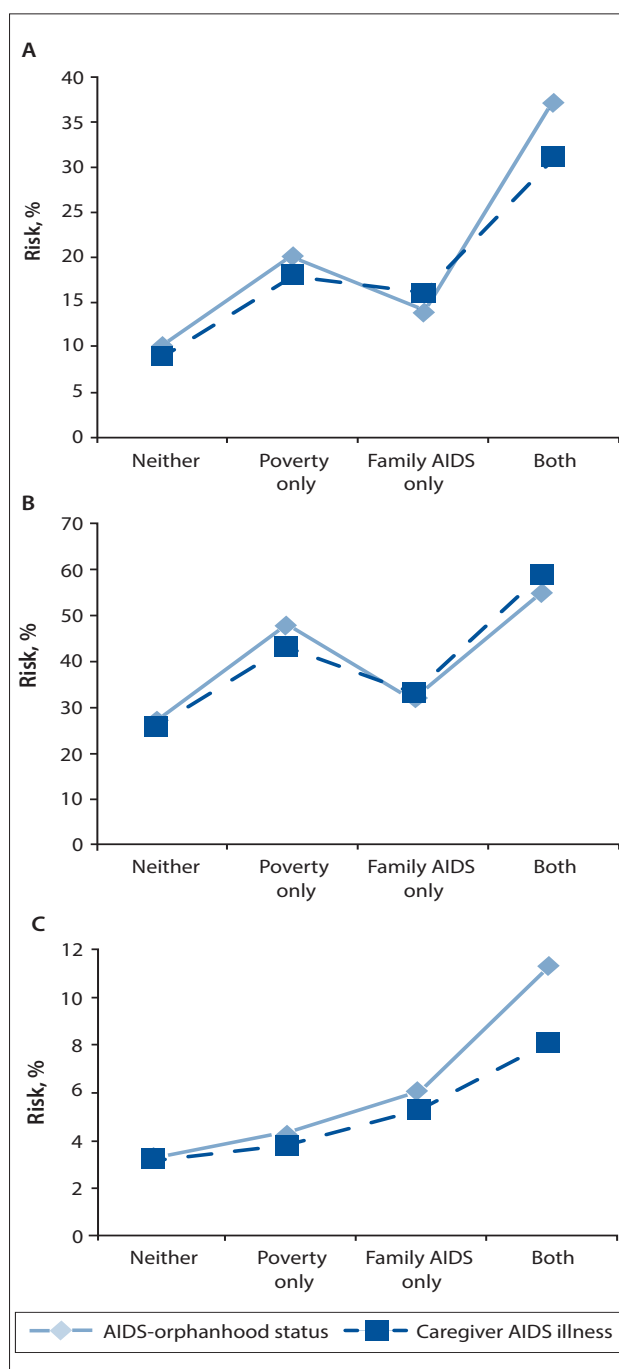 A
40
35
30
25
20
15
10
5
0
Risk, %
Neither
Poverty
only
Family AIDS
only
Both
B
70
60
50
40
30
20
10
0
Risk, %
Neither
Poverty
only
Family AIDS
only
Both
C
12
10
8
6
4
2
0
Risk, %
Neither
Poverty
only
Family AIDS
only
Both
AIDS-orphanhood status
Caregiver AIDS illness